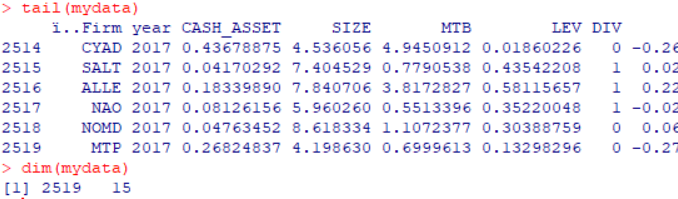 > tail(mydata)
ï..Firm year CASH_ASSET SIZE MTB LEV DIV
2514 CYAD 2017 0.43678875 4.536056 4.9450912 0.01860226 0 -0.26
2515 SALT 2017 0.04170292 7.404529 0.7790538 0.43542208 1 0.02
2516 ALLE 2017 0.18339890 7.840706 3.8172827 0.58115657 1 0.22
2517 NAO 2017 0.08126156 5.960260 0.5513396 0.35220048 1 -0.02
2518 NOMD 2017 0.04763452 8.618334 1.1072377 0.30388759 0 0.06
2519 MTP 2017 0.26824837 4.198630 0.6999613 0.13298296 0 -0.27
> dim(mydata)
[1] 2519 15